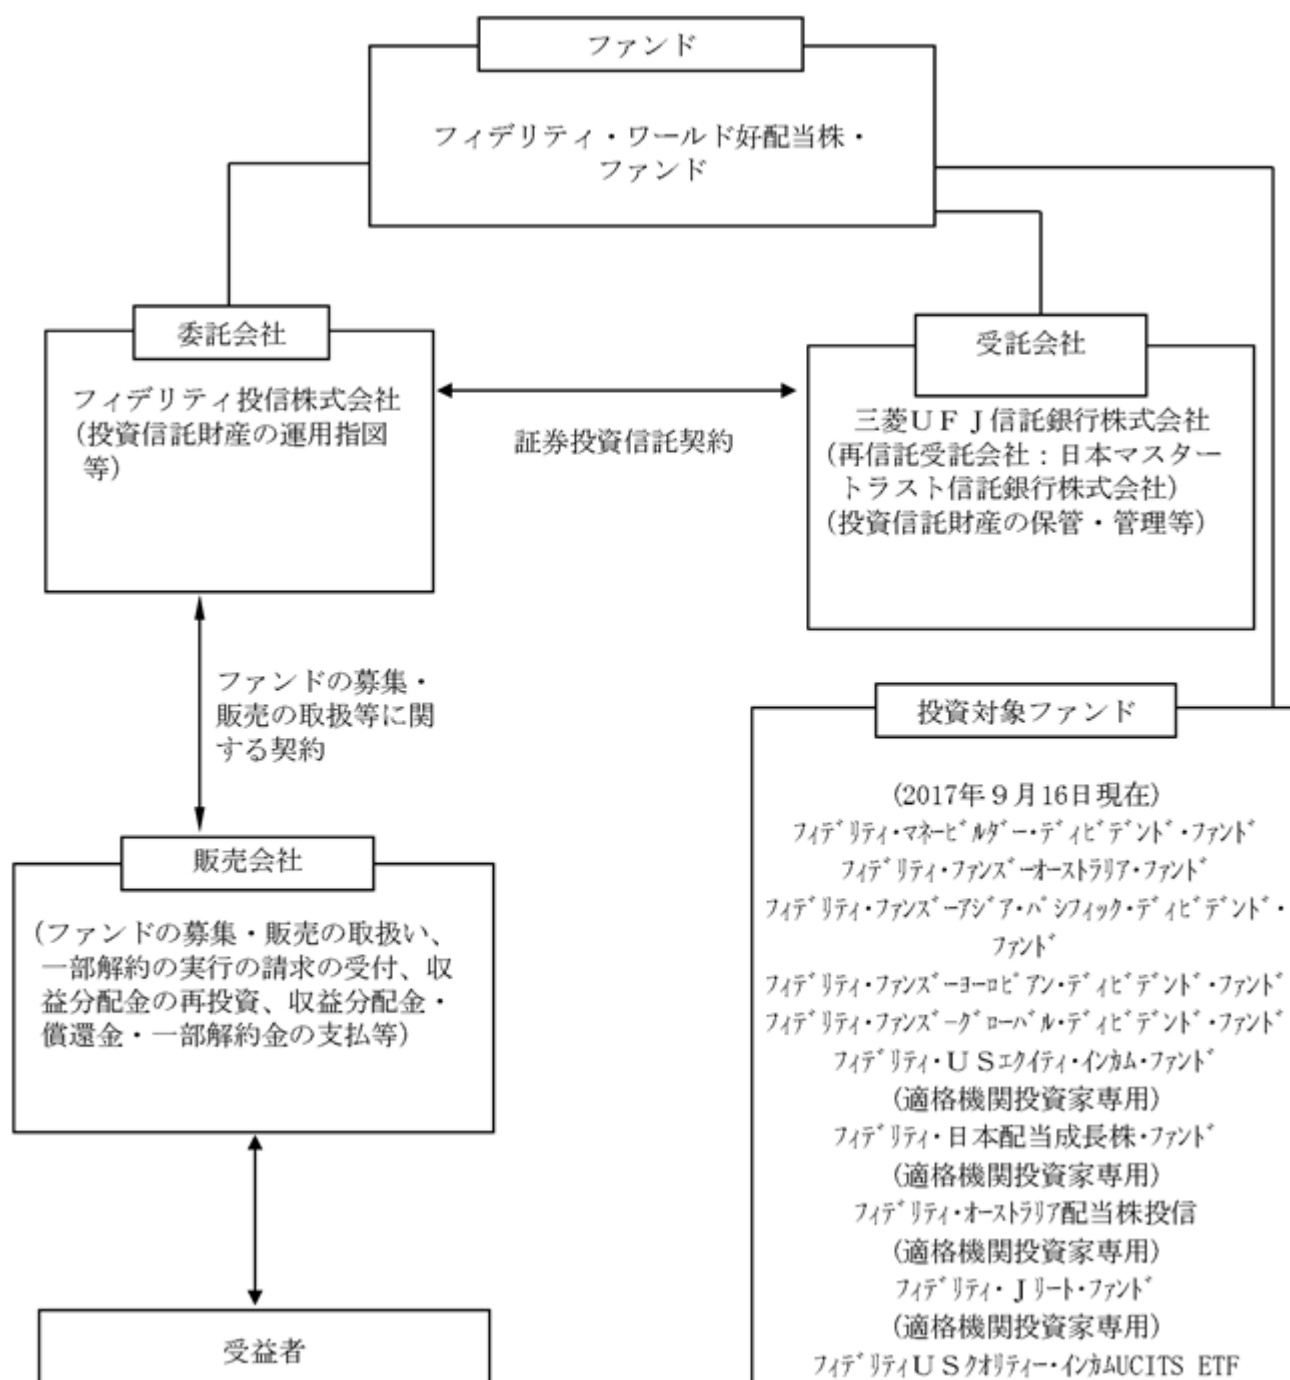 ファンド
フィデリティ・ワールド好配当株・
ファンド
委託会社
フィデリティ投信株式会社
(投資信託財産の運用指図
等)
証券投資信託契約
受託会社
三菱UFJ信託銀行株式会社
(再信託受託会社:日本マスター
トラスト信託銀行株式会社)
(投資信託財産の保管・管理等)
ファンドの募集・
販売の取扱等に関
する契約
販売会社
(ファンドの募集・販売の取扱い、
一部解約の実行の請求の受付、収
益分配金の再投資、収益分配金・
償還金・一部解約金の支払等)
受益者
投資対象ファンド
(2017年9月16日現在)
フィデリティ・マネービルダー・ディビデンド・ファンド
フィデリティ・ファンズ-オーストラリア・ファンド
フィデリティ・ファンズ-アジア・パシフィック・ディビデンド・
ファンド
フィデリティ・ファンズ-ヨーロピアン・ディビデンド・ファンド
フィデリティ・ファンズ-グローバル・ディビデンド・ファンド
フィデリティ・USエクイティ・インカム・ファンド
(適格機関投資家専用)
フィデリティ・日本配当成長株・ファンド
(適格機関投資家専用)
フィデリティ・オーストラリア配当株投信
(適格機関投資家専用)
フィデリティ・Jリート・ファンド
(適格機関投資家専用)
フィデリティUSクオリティー・インカムUCITS ETF